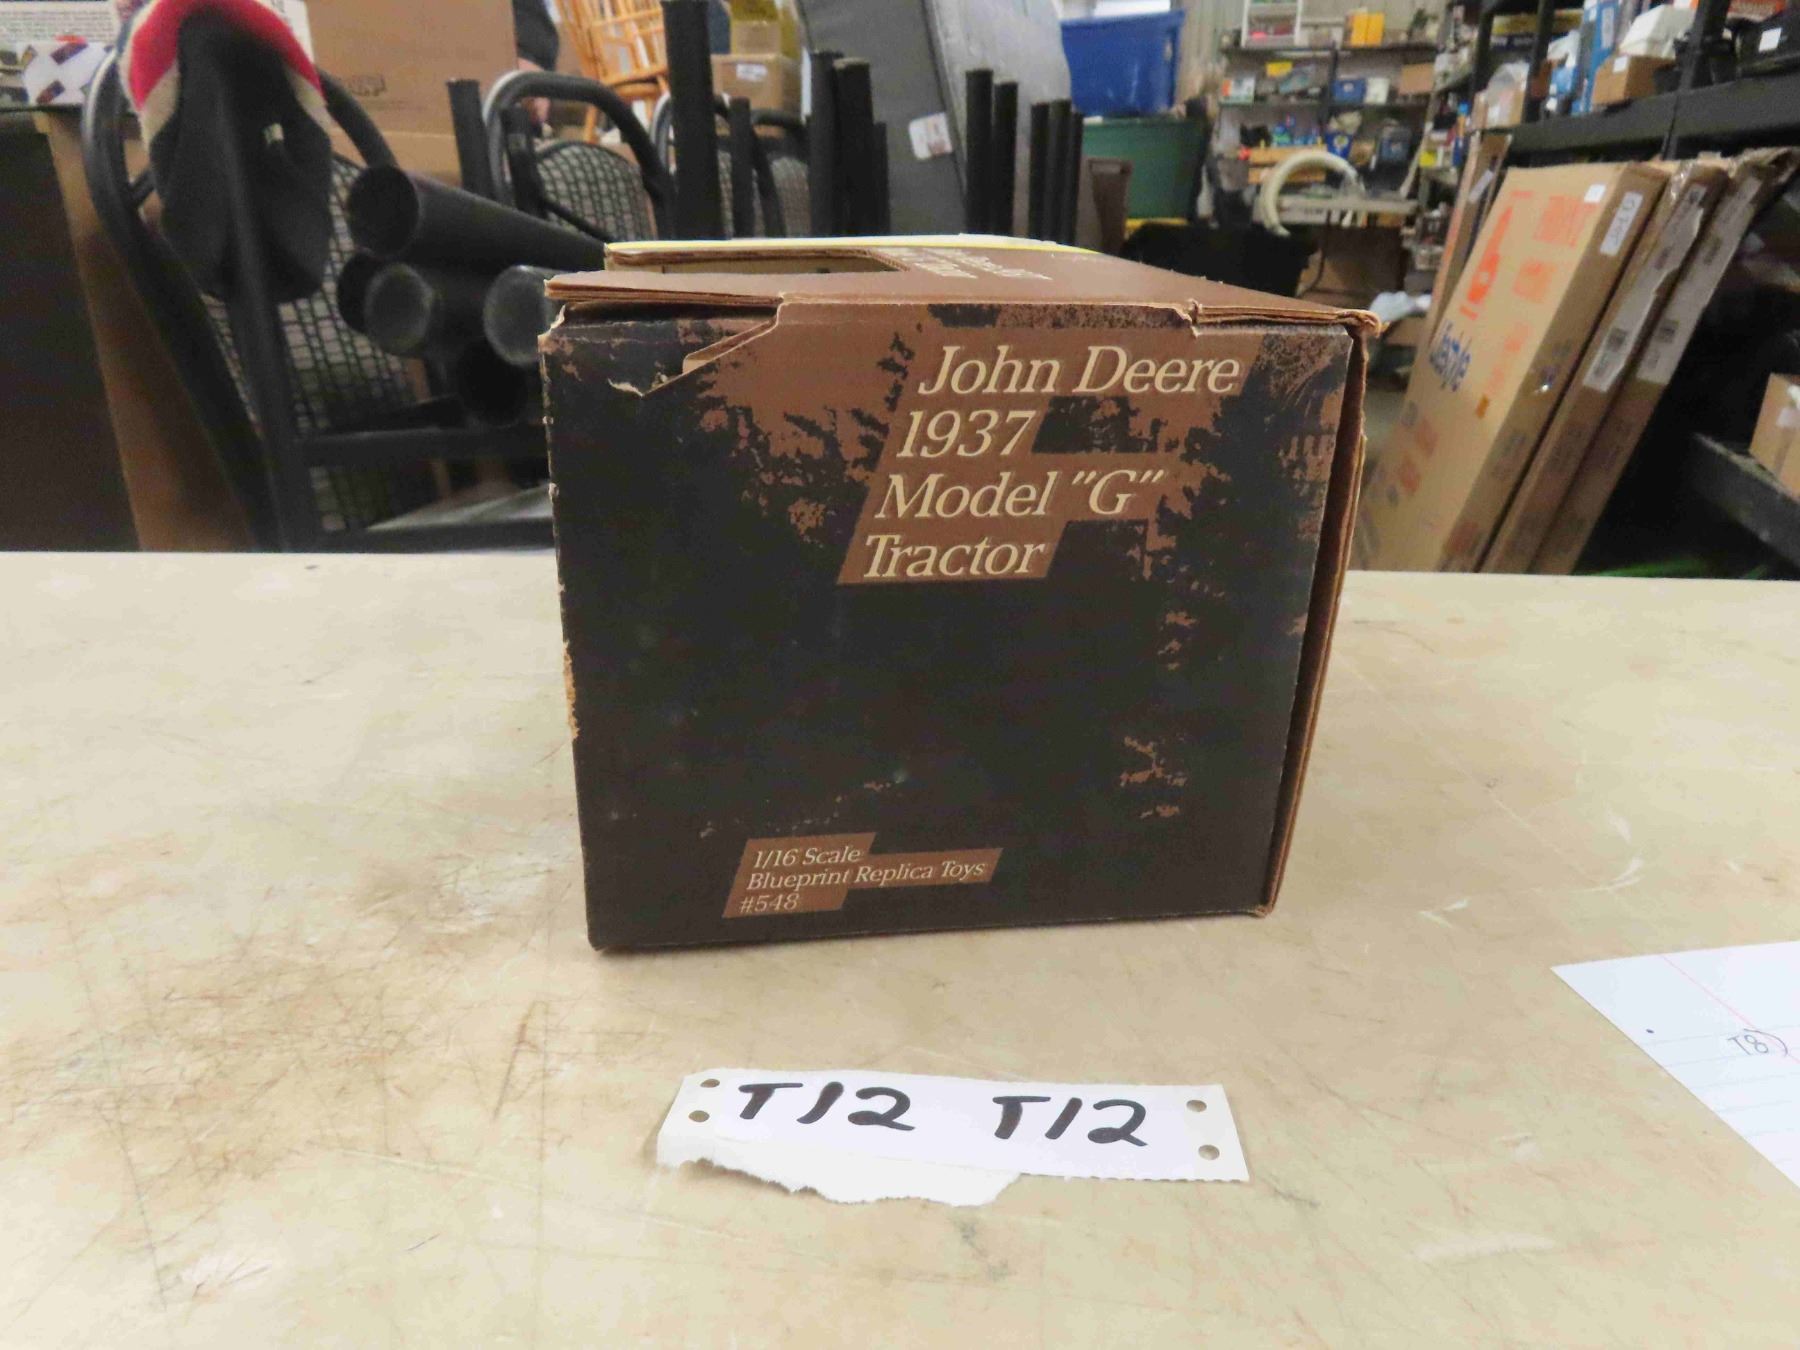 John Deere
1937
Model "G"
Tractor
1/16 Scale
Blueprint Replica Toys
#548
T12 T12
T8)